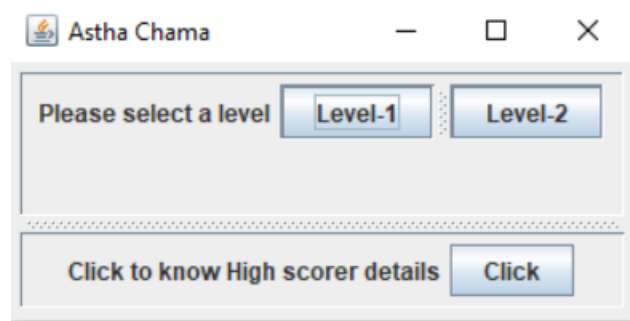 Astha Chama
Please select a level Level-1 Level-2
Click to know High scorer details Click